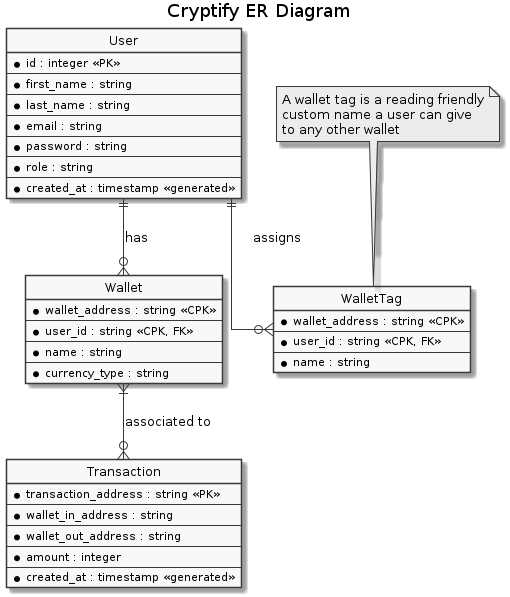 Cryptify ER Diagram
User
id : integer «PK»
first_name : string
last_name : string
email : string
password : string
role : string
created_at : timestamp «generated»
A wallet tag is a reading friendly
custom name a user can give
to any other wallet
has
assigns
Wallet
wallet_address : string «CPK»
user_id : string «CPK, FK»
name : string
currency_type : string
WalletTag
wallet_address : string «CPK»
user_id : string «CPK, FK»
name : string
associated to
Transaction
transaction_address : string «PK»
wallet_in_address : string
wallet_out_address : string
amount : integer
created_at : timestamp «generated»